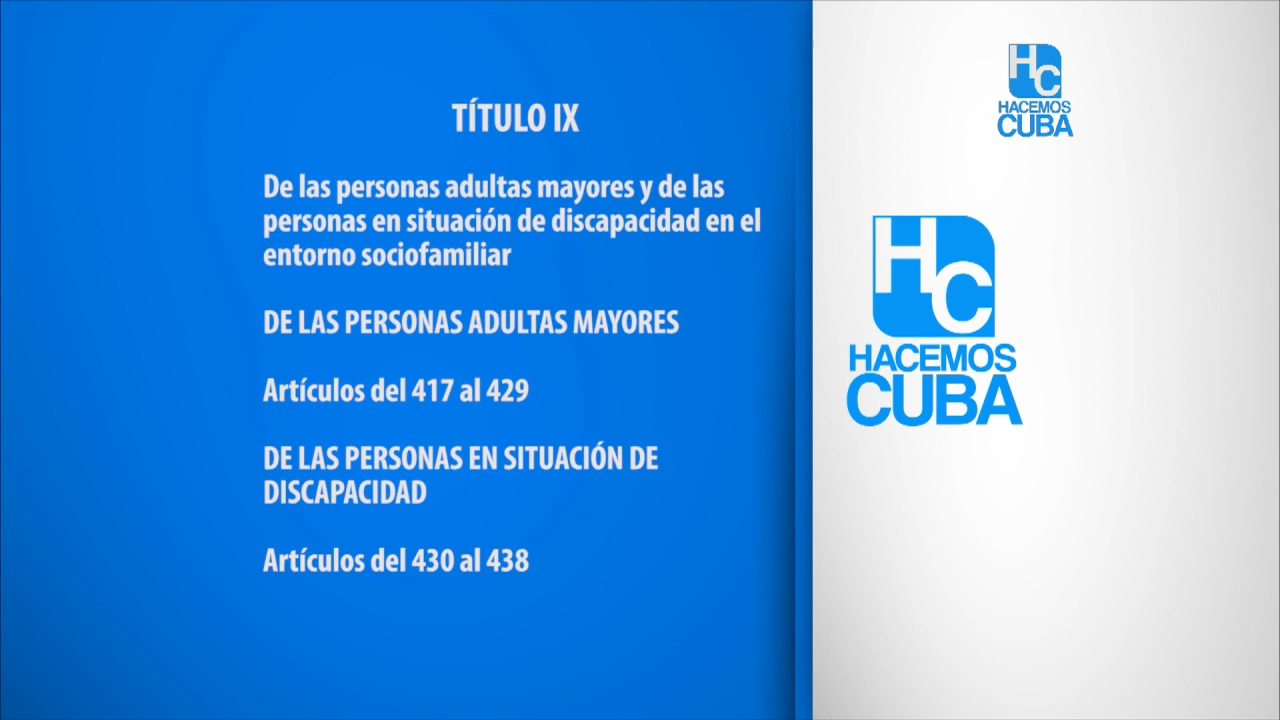 TÍTULO IX
De las personas adultas mayores y de las
personas en situación de discapacidad en el
entorno sociofamiliar
DE LAS PERSONAS ADULTAS MAYORES
Artículos del 417 al 429
DE LAS PERSONAS EN SITUACIÓN DE
DISCAPACIDAD
Artículos del 430 al 438
HC
HACEMOS
CUBA
HC
HACEMOS
CUBA